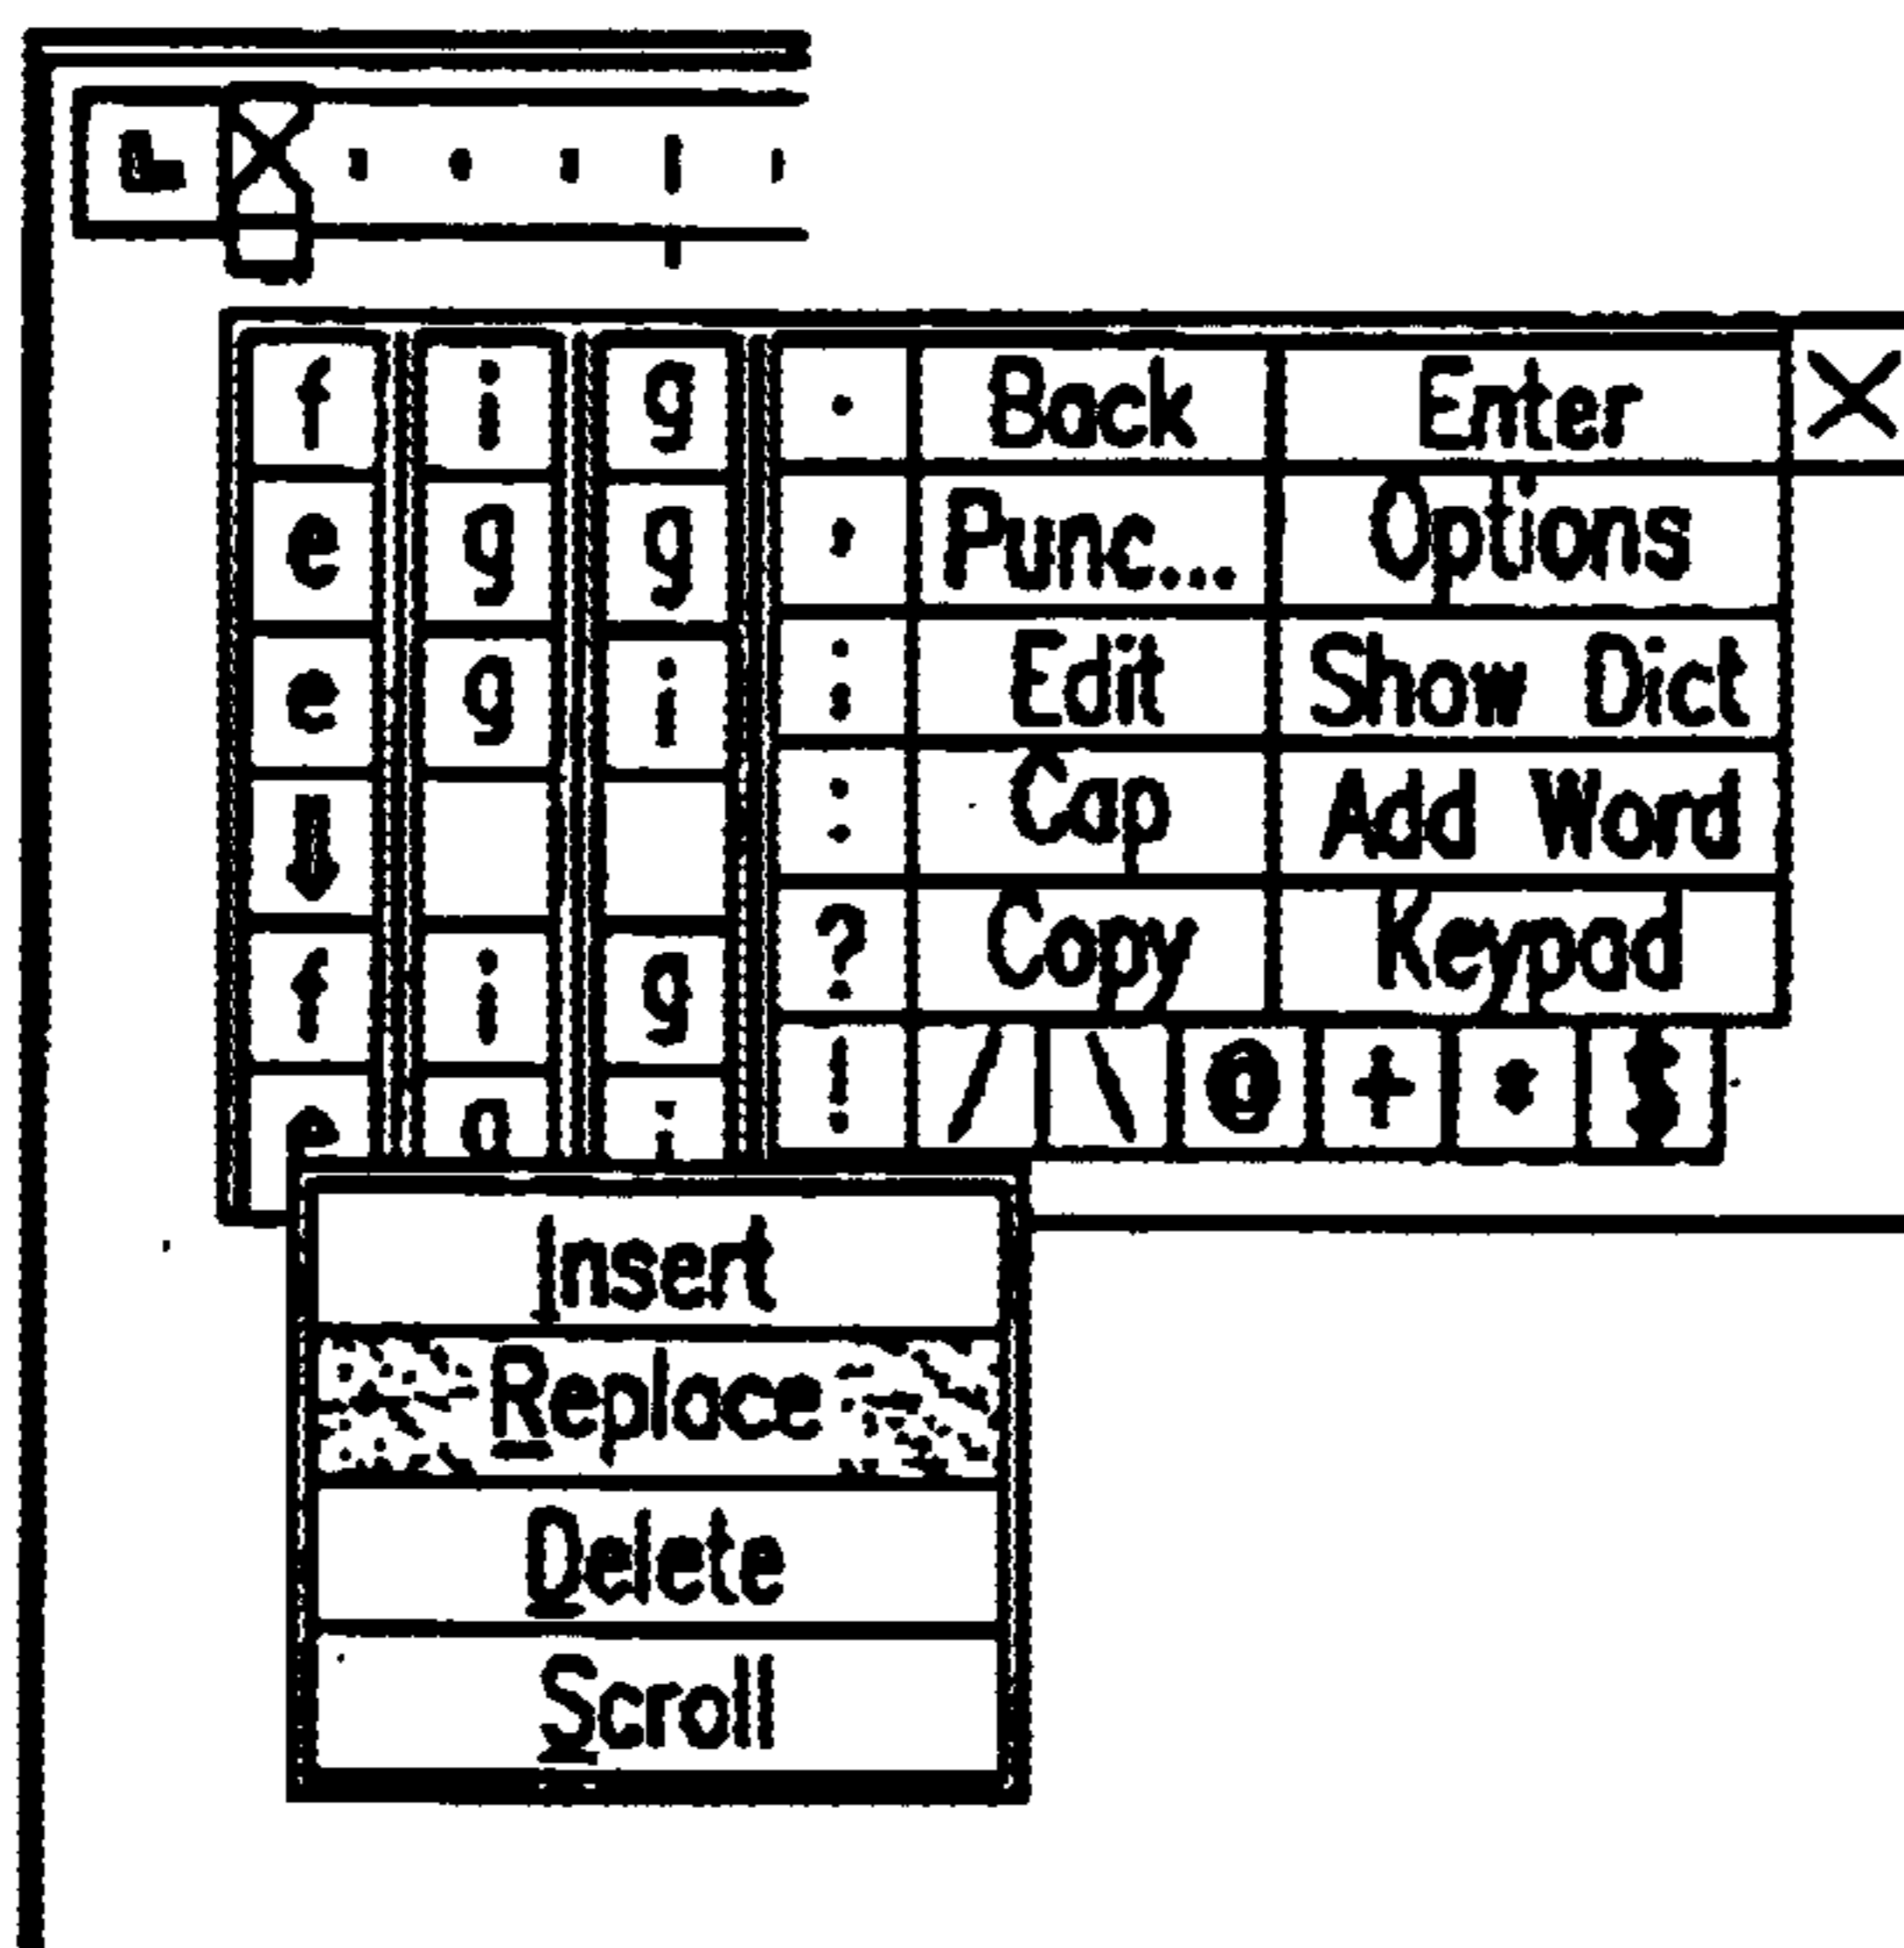 f i g . Back Enter X
e g g , Punc... Options
e g i ; Edit Show Dict
: Cap Add Word
f i g ? Copy Keypad
e g i ! / \ @ +
Insert
Replace
Delete
Scroll